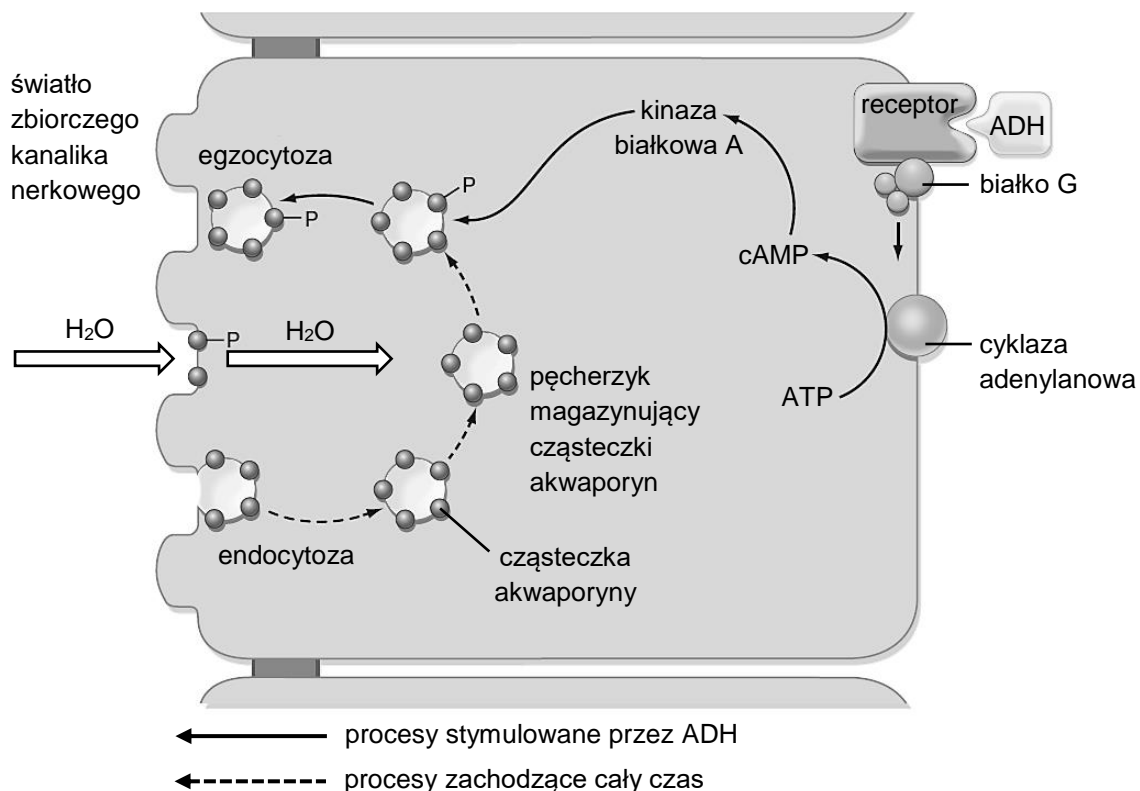 światło
zbiorczego
kanalika
nerkowego
egzocytoza
P
P
kinaza
białkowa A
receptor
ADH
białko G
cAMP
H₂O
P
H₂O
pęcherzyk
magazynujący
cząsteczki
akwaporyn
ATP
cyklaza
adenylanowa
endocytoza
cząsteczka
akwaporyny
procesy stymulowane przez ADH
procesy zachodzące cały czas